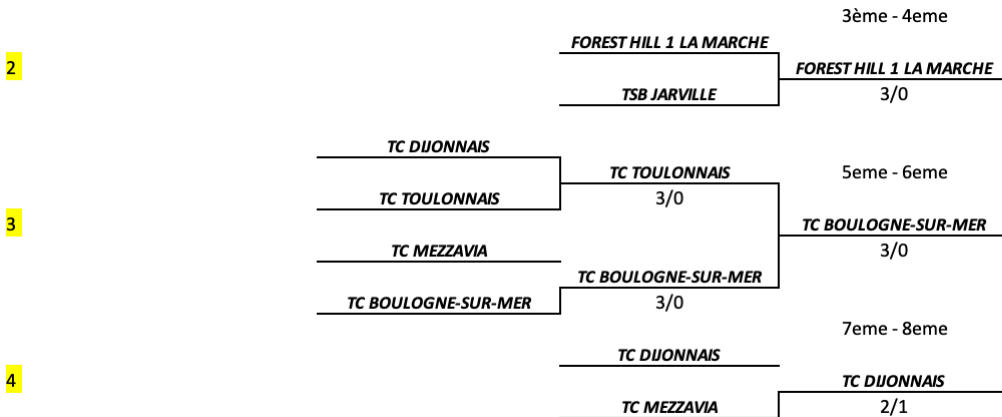 3ème - 4eme
FOREST HILL 1 LA MARCHE
2
FOREST HILL 1 LA MARCHE
TSB JARVILLE
3/0
TC DIJONNAIS
TC TOULONNAIS
5eme - 6eme
TC TOULONNAIS
3/0
3
TC BOULOGNE-SUR-MER
TC MEZZAVIA
3/0
TC BOULOGNE-SUR-MER
TC BOULOGNE-SUR-MER
3/0
7eme - 8eme
TC DIJONNAIS
4
TC DIJONNAIS
TC MEZZAVIA
2/1